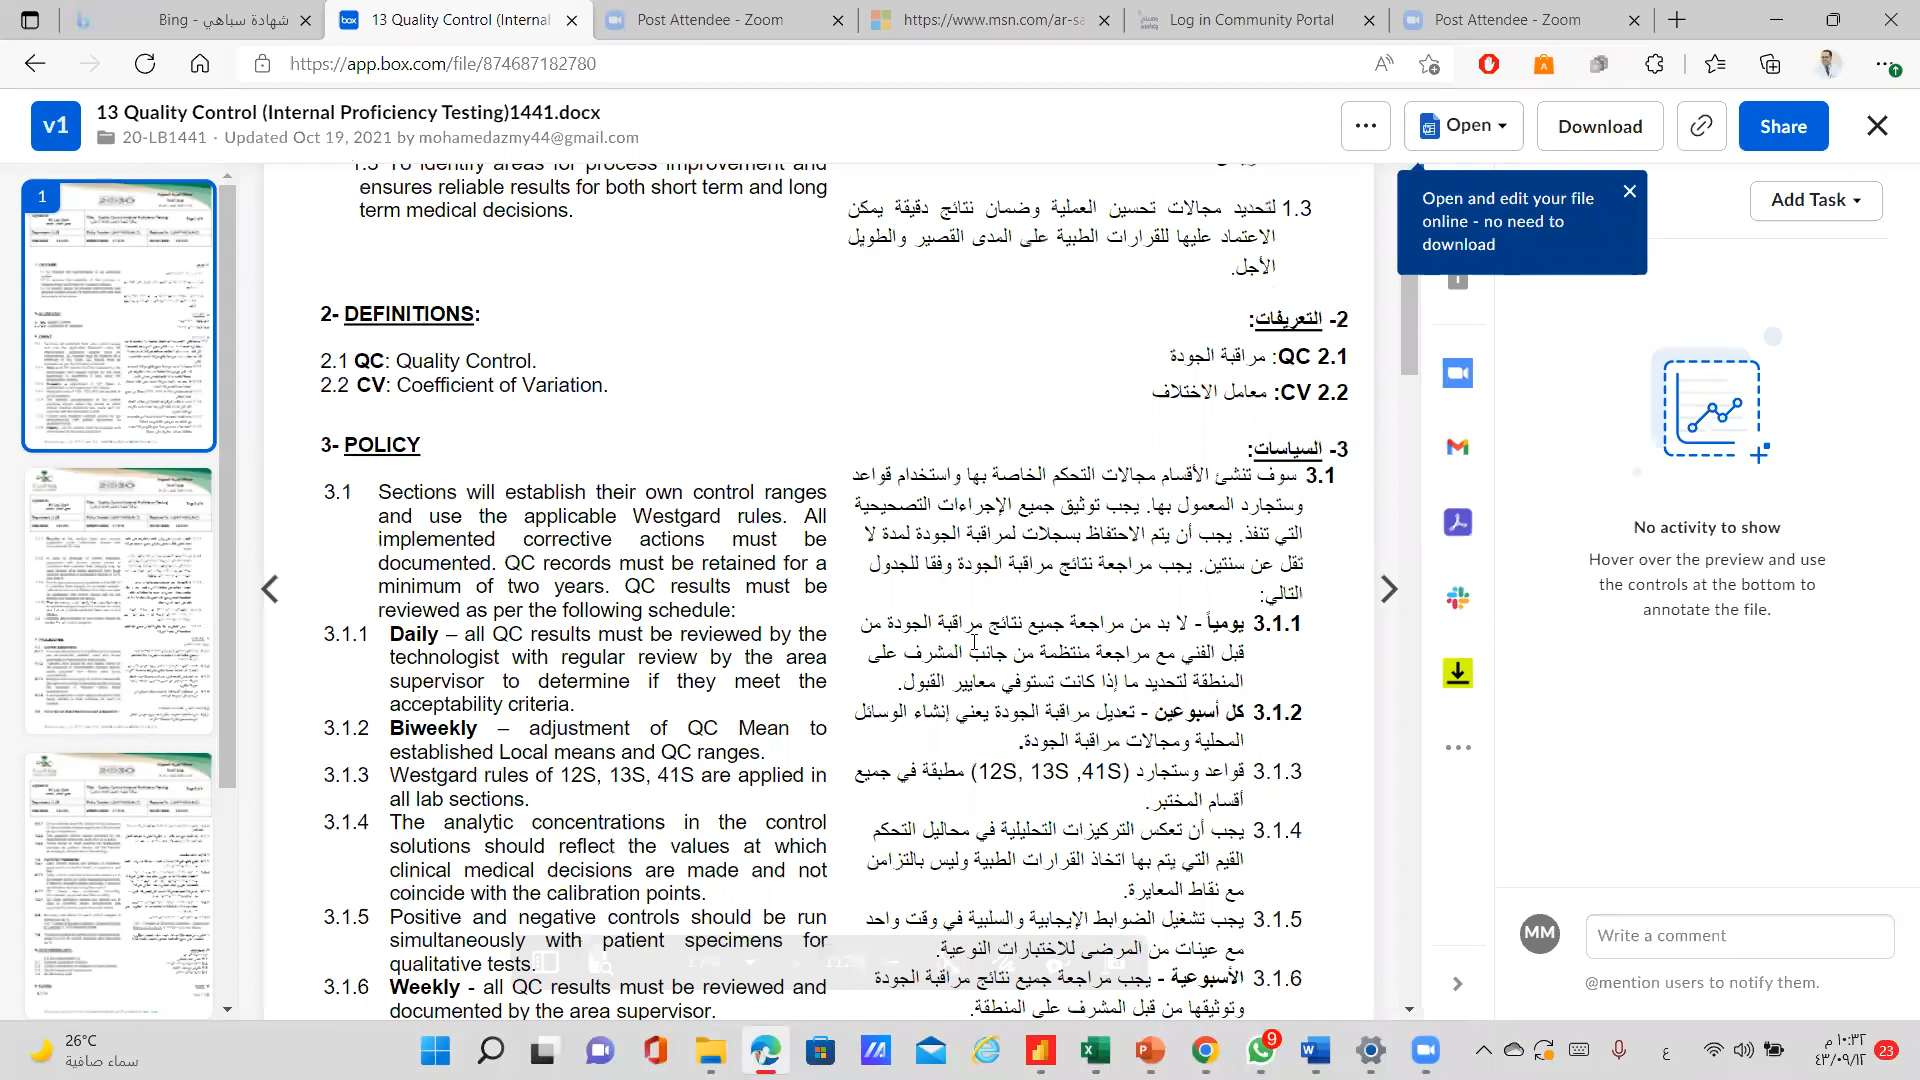 Bing - شهادة سباهي
13 Quality Control (Internal
Post Attendee - Zoom
https://www.msn.com/ar-sa
Log in Community Portal
Post Attendee - Zoom
https://app.box.com/file/874687182780
v1
13 Quality Control (Internal Proficiency Testing)1441.docx
20-LB1441 · Updated Oct 19, 2021 by mohamedazmy44@gmail.com
Open
Download
Share
Open and edit your file
online - no need to
download
Add Task
1
1.3 To identify areas for process improvement and
ensures reliable results for both short term and long
term medical decisions.
1.3 لتحديد مجالات تحسين العملية وضمان نتائج دقيقة يمكن
الاعتماد عليها للقرارات الطبية على المدى القصير والطويل
الأجل.
2- DEFINITIONS:
2.1 QC: Quality Control.
2.2 CV: Coefficient of Variation.
2- التعريفات:
2.1 QC: مراقبة الجودة
2.2 CV: معامل الاختلاف
3- POLICY
3.1 Sections will establish their own control ranges
and use the applicable Westgard rules. All
implemented corrective actions must be
documented. QC records must be retained for a
minimum of two years. QC results must be
reviewed as per the following schedule:
3.1.1 Daily – all QC results must be reviewed by the
technologist with regular review by the area
supervisor to determine if they meet the
acceptability criteria.
3.1.2 Biweekly – adjustment of QC Mean to
established Local means and QC ranges.
3.1.3 Westgard rules of 12S, 13S, 41S are applied in
all lab sections.
3.1.4 The analytic concentrations in the control
solutions should reflect the values at which
clinical medical decisions are made and not
coincide with the calibration points.
3.1.5 Positive and negative controls should be run
simultaneously with patient specimens for
qualitative tests.
3.1.6 Weekly - all QC results must be reviewed and
documented by the area supervisor.
3- السياسات:
3.1 سوف تنشئ الأقسام مجالات التحكم الخاصة بها واستخدام قواعد
وستجارد المعمول بها. يجب توثيق جميع الإجراءات التصحيحية
التي تنفذ. يجب أن يتم الاحتفاظ بسجلات لمراقبة الجودة لمدة لا
تقل عن سنتين. يجب مراجعة نتائج مراقبة الجودة وفقا للجدول
التالي:
3.1.1 يومياً - لا بد من مراجعة جميع نتائج مراقبة الجودة من
قبل الفني مع مراجعة منتظمة من جانب المشرف على
المنطقة لتحديد ما إذا كانت تستوفي معايير القبول.
3.1.2 كل أسبوعين - تعديل مراقبة الجودة يعني إنشاء الوسائل
المحلية ومجالات مراقبة الجودة.
3.1.3 قواعد وستجارد (12S, 13S ,41S) مطبقة في جميع
أقسام المختبر.
3.1.4 يجب أن تعكس التركيزات التحليلية في محاليل التحكم
القيم التي يتم بها اتخاذ القرارات الطبية وليس بالتزامن
مع نقاط المعايرة.
3.1.5 يجب تشغيل الضوابط الإيجابية والسلبية في وقت واحد
مع عينات من المرضى للاختبارات النوعية.
3.1.6 الأسبوعية - يجب مراجعة جميع نتائج مراقبة الجودة
وتوثيقها من قبل المشرف على المنطقة.
No activity to show
Hover over the preview and use
the controls at the bottom to
annotate the file.
MM
Write a comment
@mention users to notify them.
26°C
سماء صافية
9
ع
١٠:٣٢ م
٤٣/٠٩/١٢
23